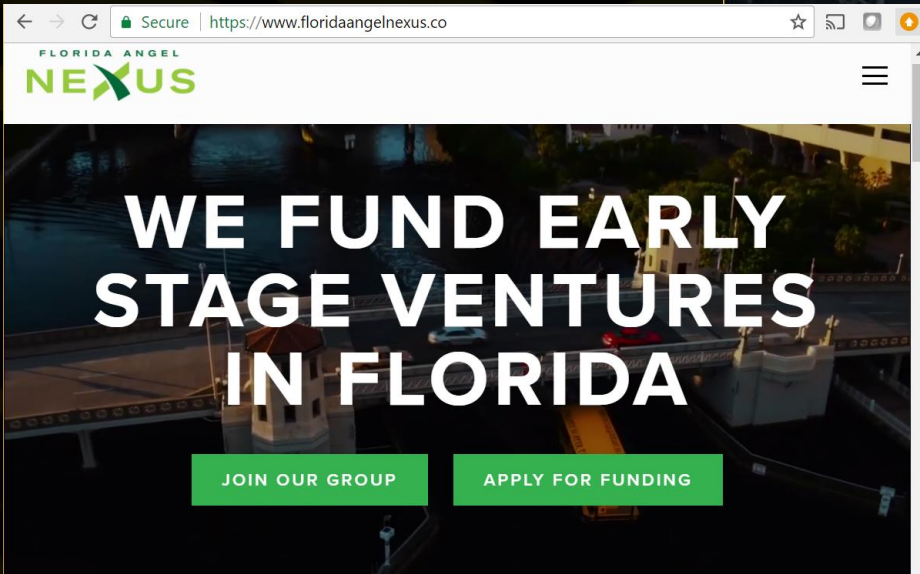 Secure https://www.floridaangelnexus.co
FLORIDA ANGEL
NEXUS
WE FUND EARLY
STAGE VENTURES
IN FLORIDA
JOIN OUR GROUP
APPLY FOR FUNDING